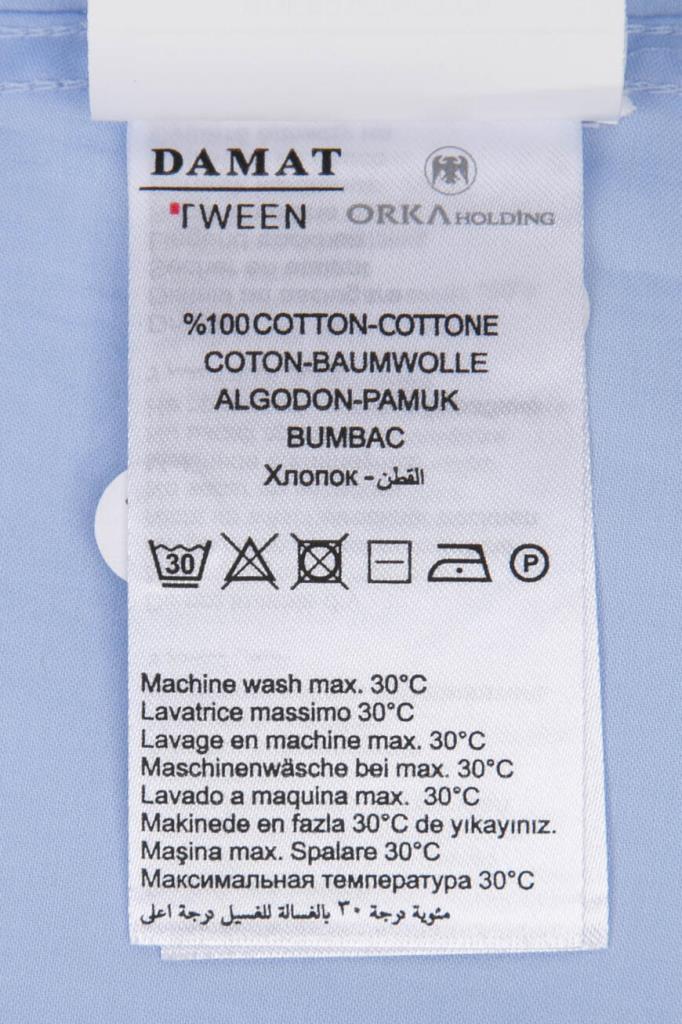 DAMAT
TWEEN ORKA HOLDING
%100 COTTON-COTTONE
COTON-BAUMWOLLE
ALGODON-PAMUK
BUMBAC
Хлопок - القطن
30 P
Machine wash max. 30°C
Lavatrice massimo 30°C
Lavage en machine max. 30°C
Maschinenwäsche bei max. 30°C
Lavado a maquina max. 30°C
Makinede en fazla 30°C de yıkayınız.
Maşina max. Spalare 30°C
Максимальная температура 30°C
مئوية درجة ٣٠ بالغسالة للغسيل درجة اعلى